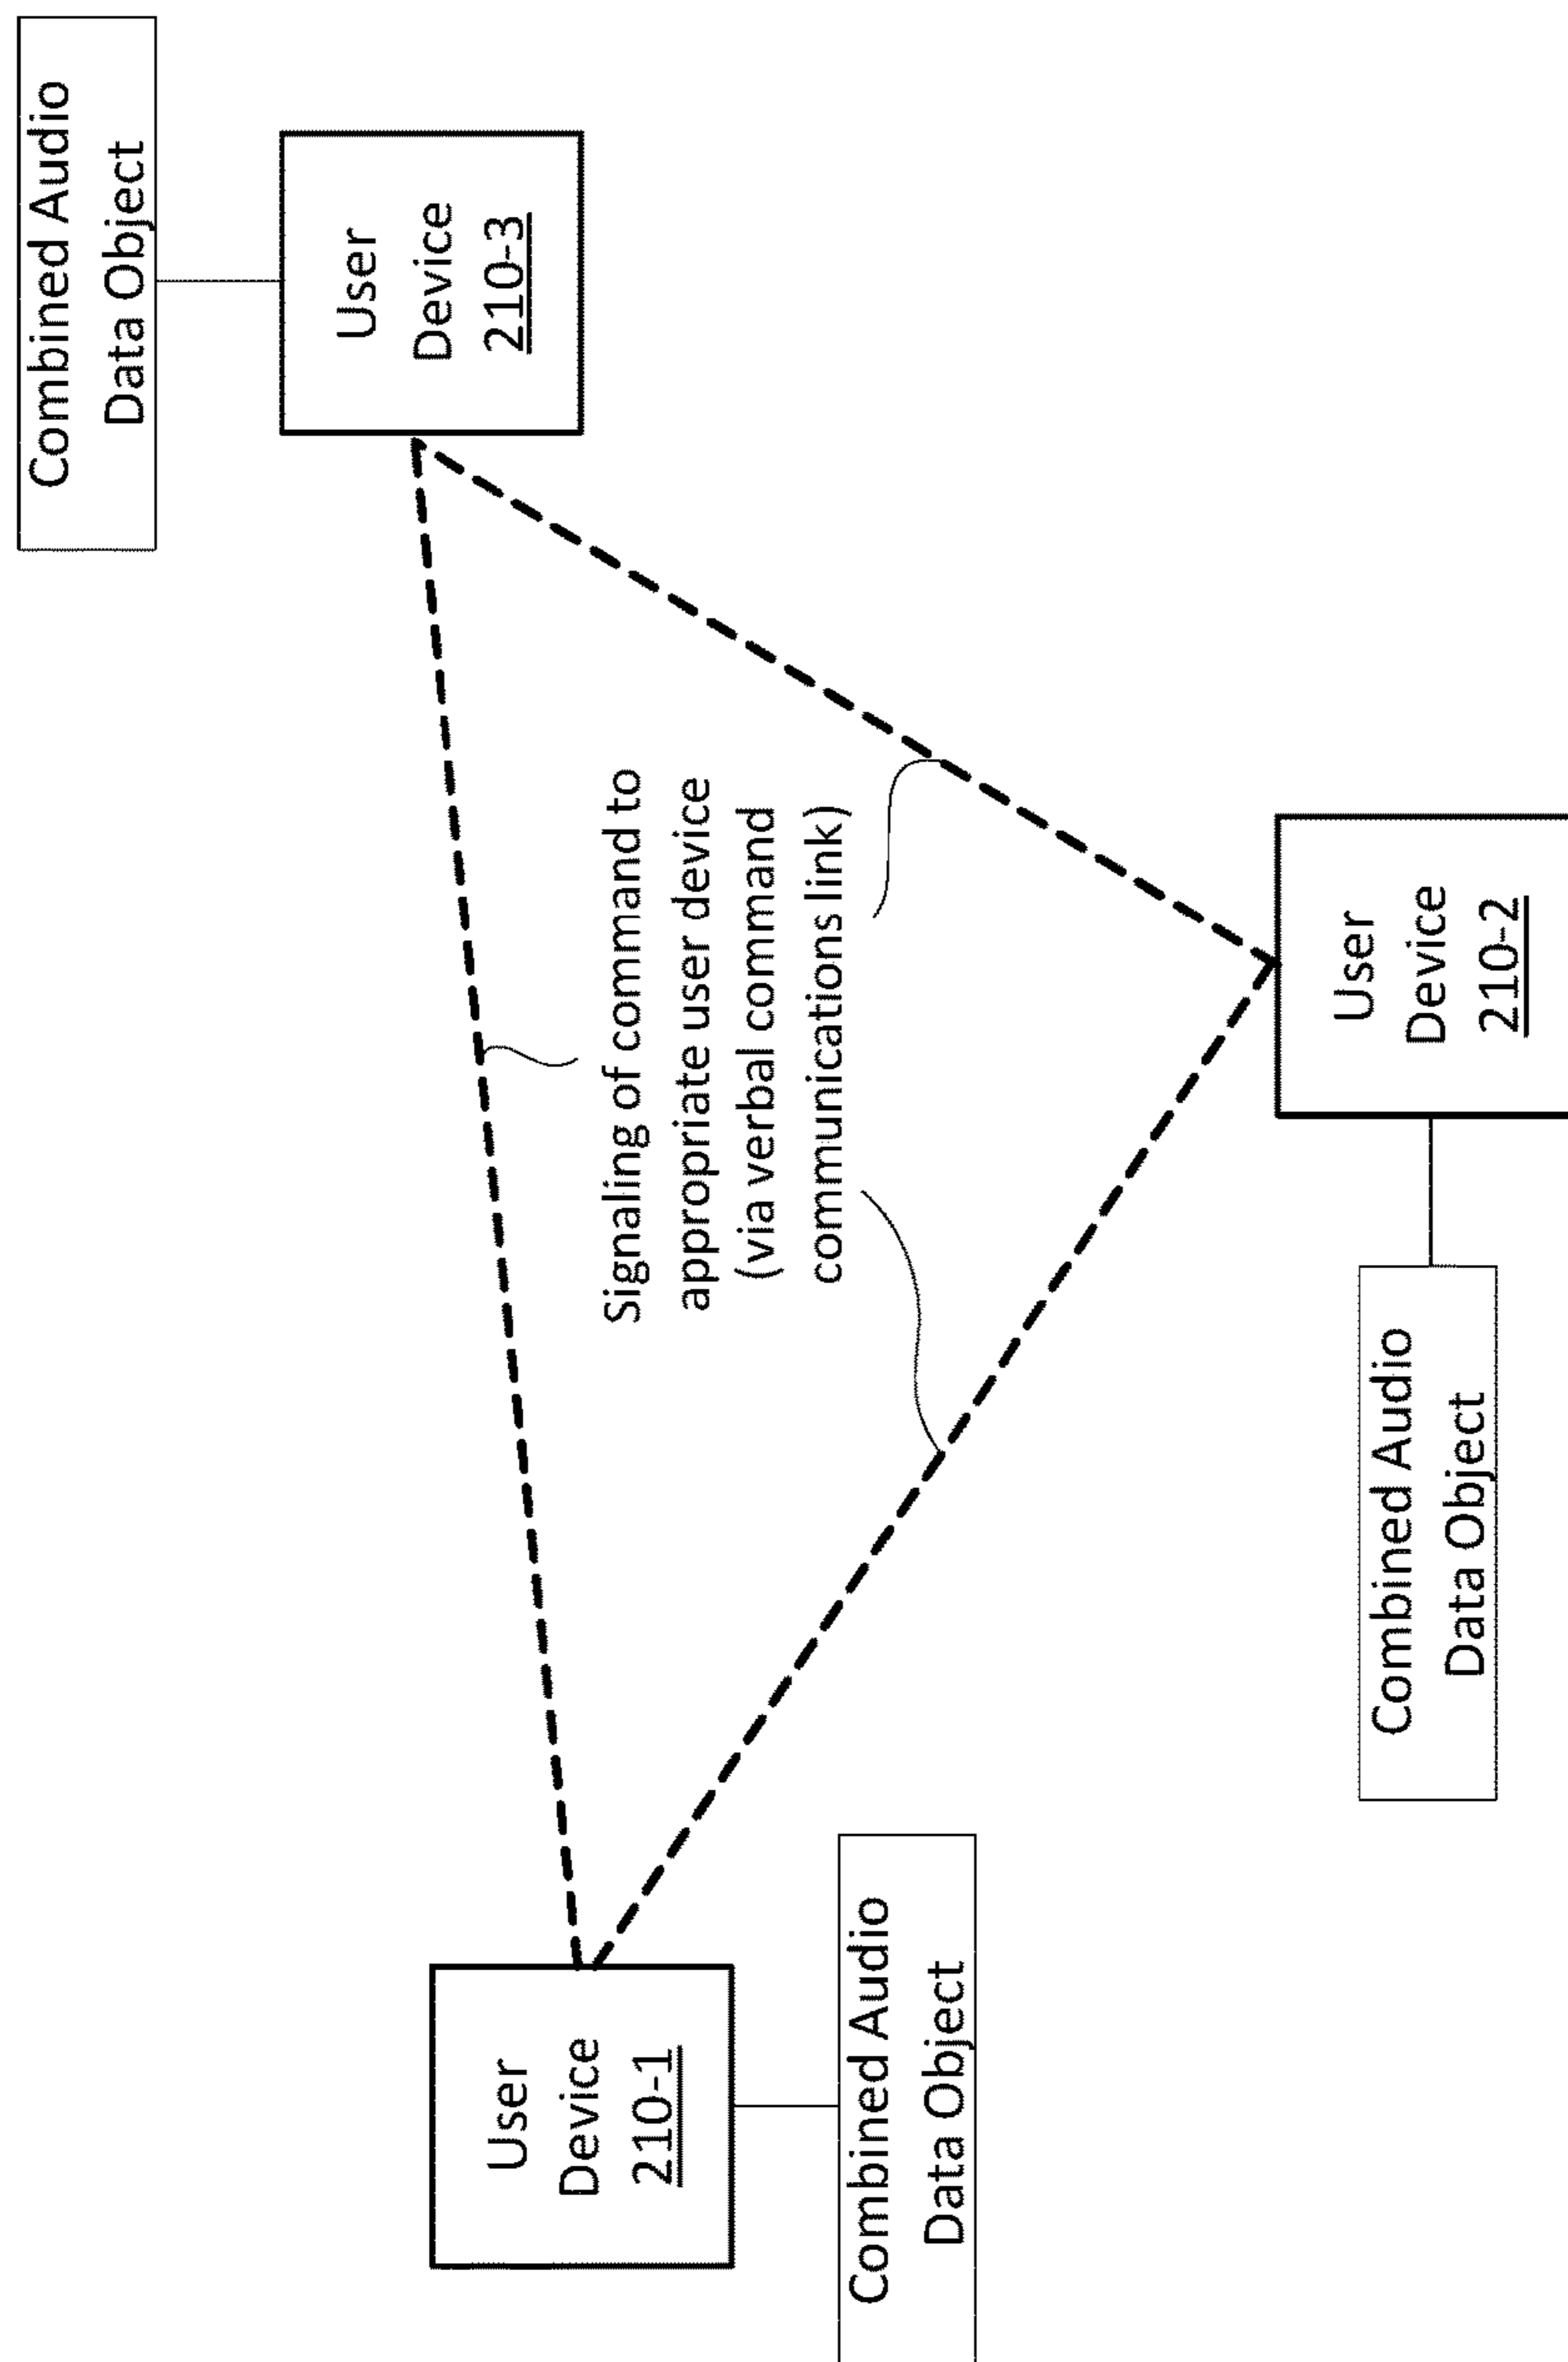 Combined Audio
Data Object
User
Device
210-3
Signaling of command to
appropriate user device
(via verbal command
communications link)
User
Device
210-1
Combined Audio
Data Object
User
Device
210-2
Combined Audio
Data Object